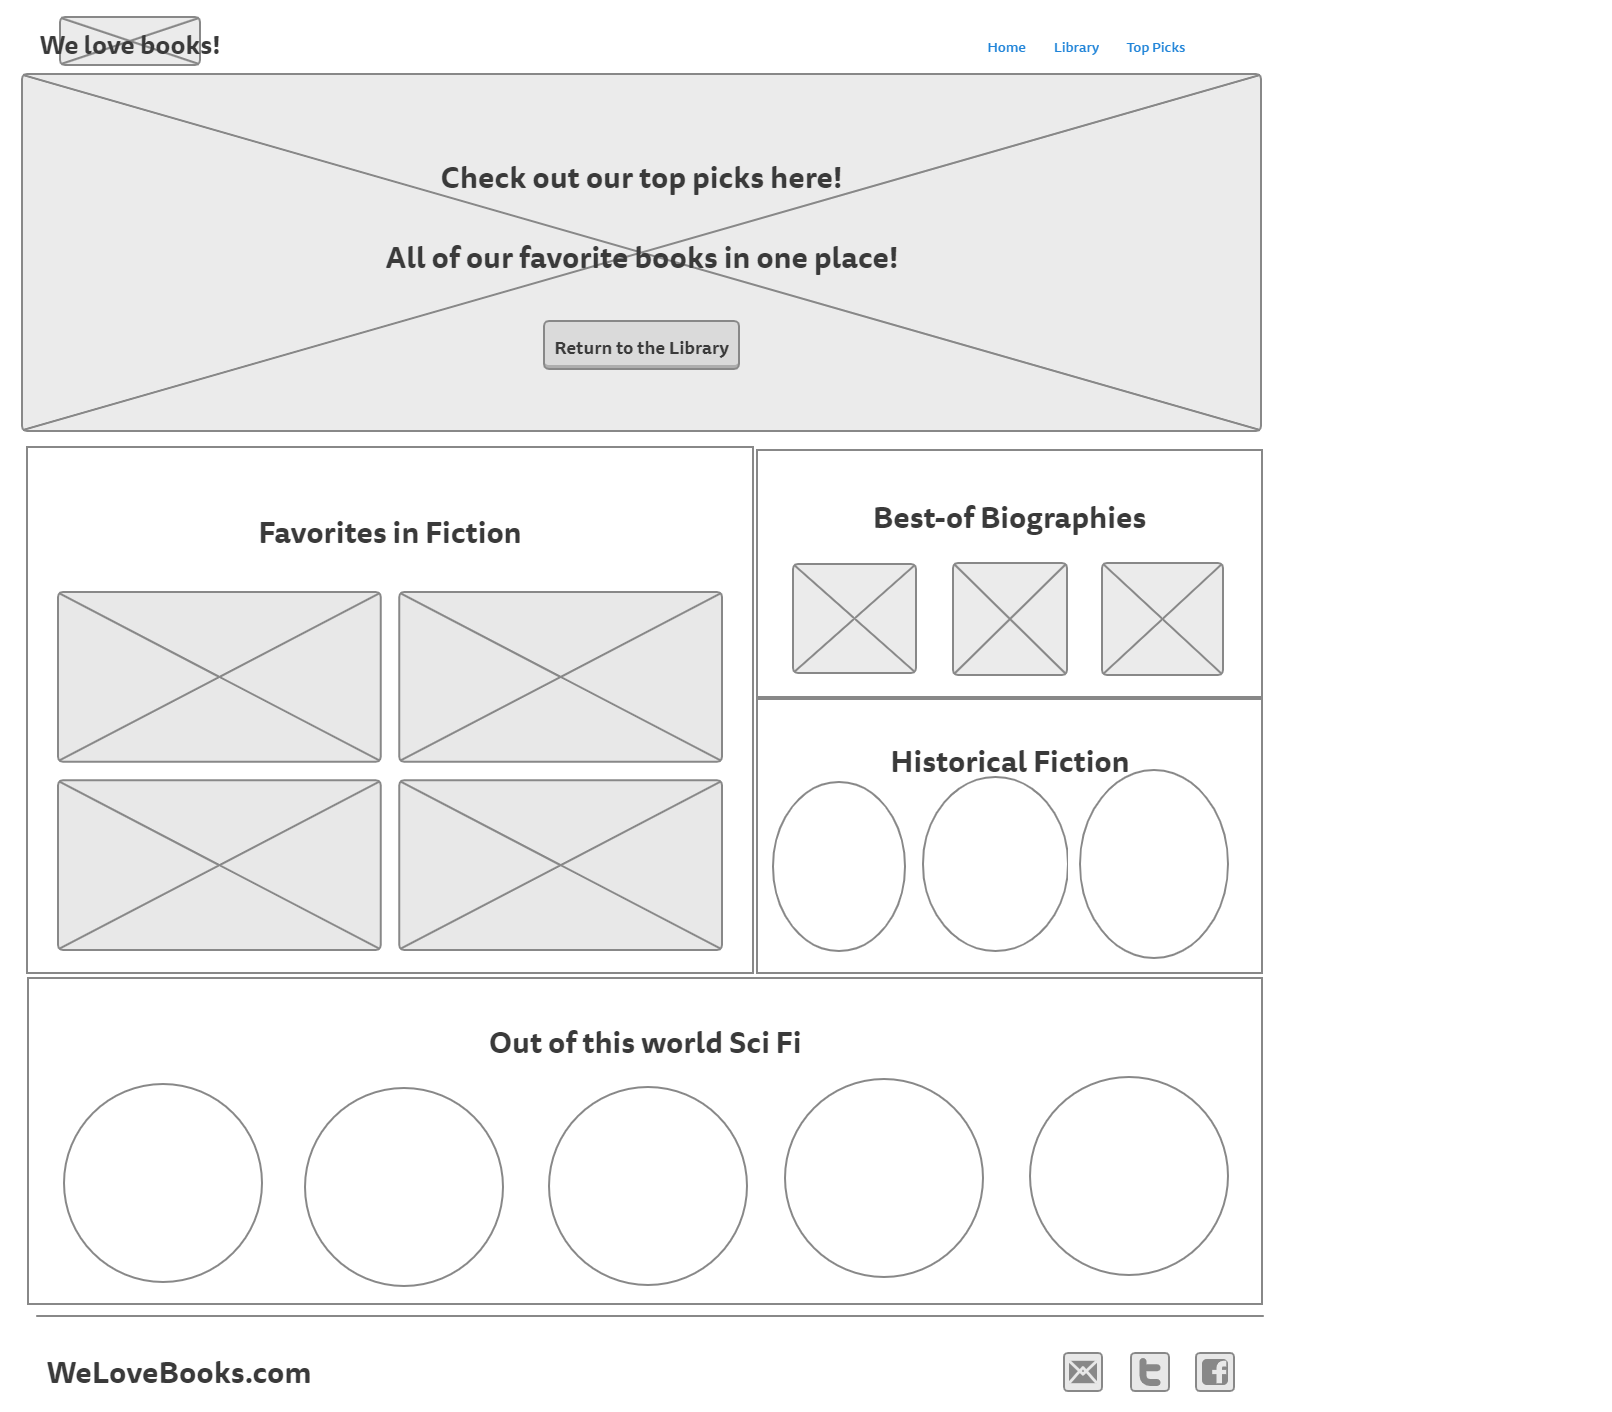 We love books!
Home
Library
Top Picks
Check out our top picks here!
All of our favorite books in one place!
Return to the Library
Favorites in Fiction
Best-of Biographies
Historical Fiction
Out of this world Sci Fi
WeLoveBooks.com